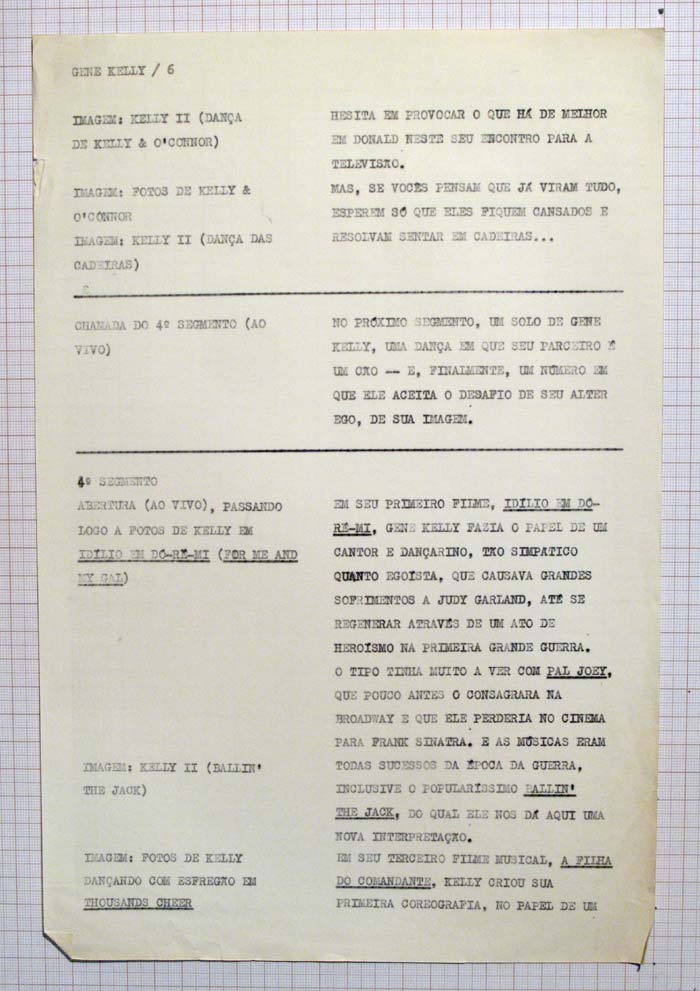 GENE KELLY / 6
IMAGEM: KELLY II (DANÇA
DE KELLY & O'CONNOR)
IMAGEM: FOTOS DE KELLY &
O'CONNOR
IMAGEM: KELLY II (DANÇA DAS
CADEIRAS)
HESITA EM PROVOCAR O QUE HÁ DE MELHOR
EM DONALD NESTE SEU ENCONTRO PARA A
TELEVISÃO.
MAS, SE VOCÊS PENSAM QUE JÁ VIRAM TUDO,
ESPEREM SÓ QUE ELES FIQUEM CANSADOS E
RESOLVAM SENTAR EM CADEIRAS...
CHAMADA DO 4º SEGMENTO (AO
VIVO)
NO PRÓXIMO SEGMENTO, UM SOLO DE GENE
KELLY, UMA DANÇA EM QUE SEU PARCEIRO É
UM CÃO -- E, FINALMENTE, UM NÚMERO EM
QUE ELE ACEITA O DESAFIO DE SEU ALTER
EGO, DE SUA IMAGEM.
4º SEGMENTO
ABERTURA (AO VIVO), PASSANDO
LOGO A FOTOS DE KELLY EM
IDÍLIO EM DÓ-RÉ-MI (FOR ME AND
MY GAL)
EM SEU PRIMEIRO FILME, IDÍLIO EM DÓ-
RÉ-MI, GENE KELLY FAZIA O PAPEL DE UM
CANTOR E DANÇARINO, TÃO SIMPÁTICO
QUANTO EGOÍSTA, QUE CAUSAVA GRANDES
SOFRIMENTOS A JUDY GARLAND, ATÉ SE
REGENERAR ATRAVÉS DE UM ATO DE
HEROÍSMO NA PRIMEIRA GRANDE GUERRA.
O TIPO TINHA MUITO A VER COM PAL JOEY,
QUE POUCO ANTES O CONSAGRARA NA
BROADWAY E QUE ELE PERDERIA NO CINEMA
PARA FRANK SINATRA. E AS MÚSICAS ERAM
TODAS SUCESSOS DA ÉPOCA DA GUERRA,
INCLUSIVE O POPULARÍSSIMO BALLIN'
THE JACK, DO QUAL ELE NOS DÁ AQUI UMA
NOVA INTERPRETAÇÃO.
IMAGEM: KELLY II (BALLIN'
THE JACK)
IMAGEM: FOTOS DE KELLY
DANÇANDO COM ESFREGÃO EM
THOUSANDS CHEER
EM SEU TERCEIRO FILME MUSICAL, A FILHA
DO COMANDANTE, KELLY CRIOU SUA
PRIMEIRA COREOGRAFIA, NO PAPEL DE UM